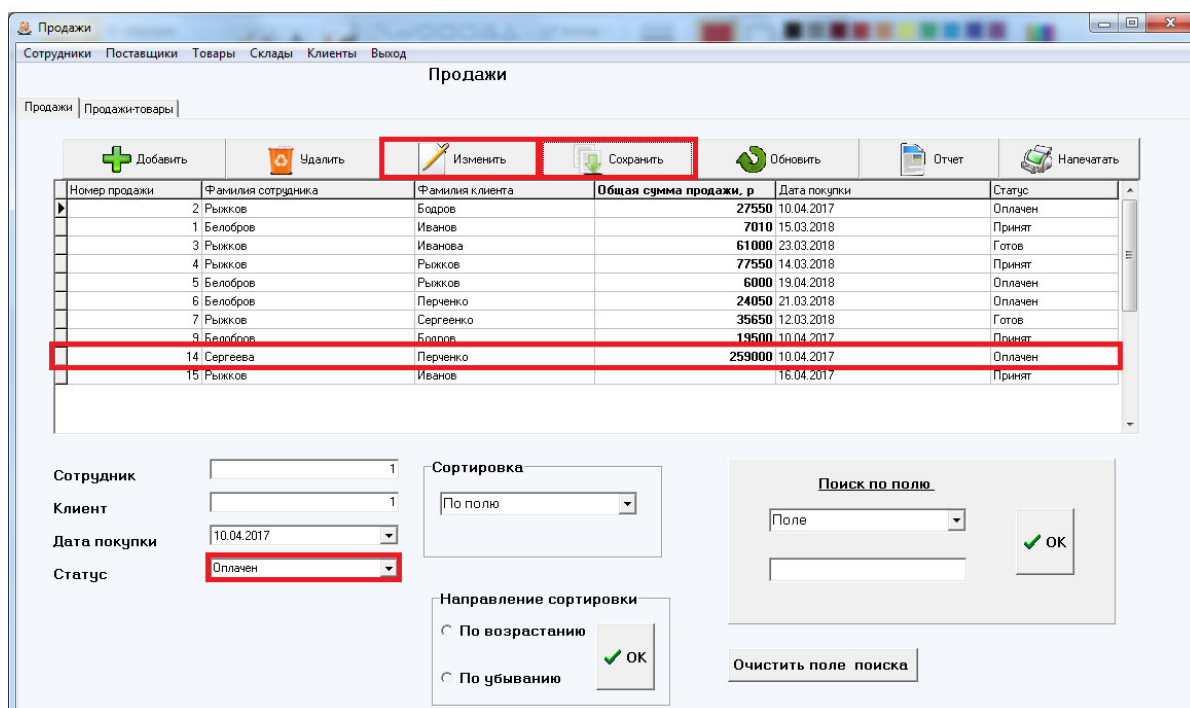 Продажи
Сотрудники Поставщики Товары Склады Клиенты Выход
Продажи
Продажи Продажи-товары
Добавить Удалить Изменить Сохранить Обновить Отчет Напечатать
Номер продажи Фамилия сотрудника Фамилия клиента Общая сумма продажи, р Дата покупки Статус
2 Рыжков Бодров 27550 10.04.2017 Оплачен
1 Белобров Иванов 7010 15.03.2018 Принят
3 Рыжков Иванова 61000 23.03.2018 Готов
4 Рыжков Рыжков 77550 14.03.2018 Принят
5 Белобров Рыжков 6000 19.04.2018 Оплачен
6 Белобров Перченко 24050 21.03.2018 Оплачен
7 Рыжков Сергеенко 35650 12.03.2018 Готов
9 Белобров Бодров 19500 10.04.2017 Принят
14 Сергеева Перченко 259000 10.04.2017 Оплачен
15 Рыжков Иванов 16.04.2017 Принят
Сотрудник 1
Клиент 1
Дата покупки 10.04.2017
Статус Оплачен
Сортировка
По полю
Направление сортировки
По возрастанию
По убыванию
OK
Поиск по полю
Поле
OK
Очистить поле поиска